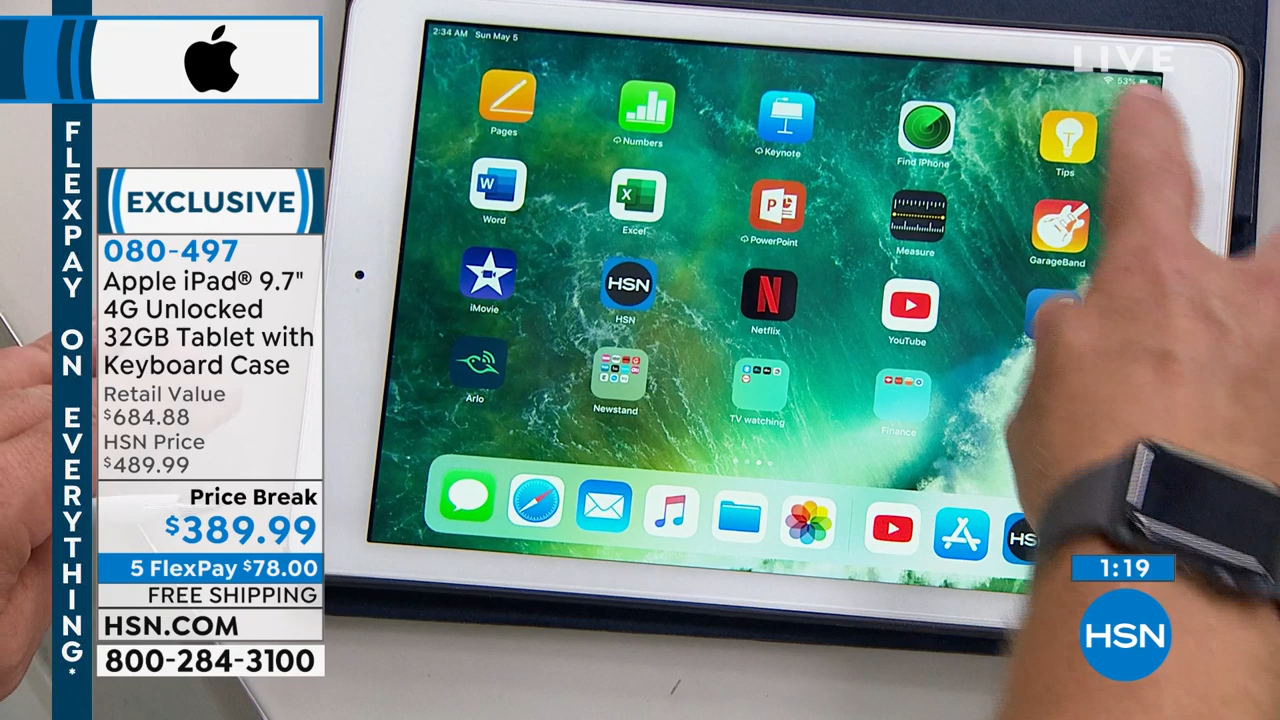 FLEXPAY ON EVERYTHING*
EXCLUSIVE
080-497
Apple iPad® 9.7"
4G Unlocked
32GB Tablet with
Keyboard Case
Retail Value
$684.88
HSN Price
$489.99
Price Break
$389.99
5 FlexPay $78.00
FREE SHIPPING
HSN.COM
800-284-3100
2:34 AM Sun May 5
LIVE
53%
Pages
Numbers
Keynote
Find iPhone
Tips
W
X
P
Word
Excel
PowerPoint
Measure
GarageBand
HSN
N
iMovie
HSN
Netflix
YouTube
Arlo
Newstand
TV watching
Finance
HS
1:19
HSN